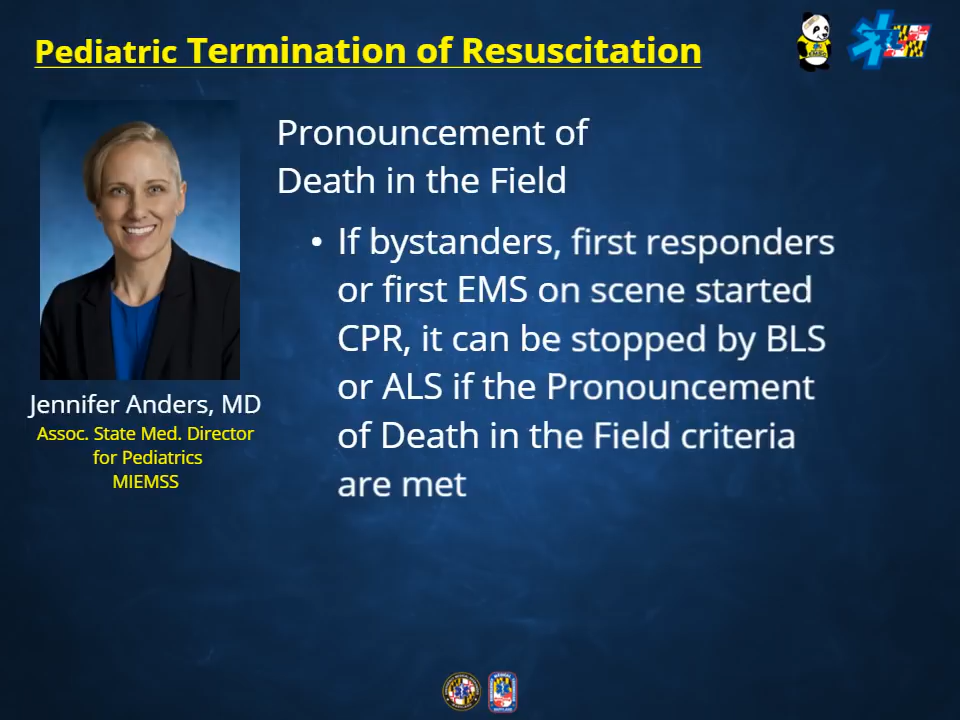 Pediatric Termination of Resuscitation
Pronouncement of
Death in the Field
• If bystanders, first responders
or first EMS on scene started
CPR, it can be stopped by BLS
or ALS if the Pronouncement
of Death in the Field criteria
are met
Jennifer Anders, MD
Assoc. State Med. Director
for Pediatrics
MIEMSS